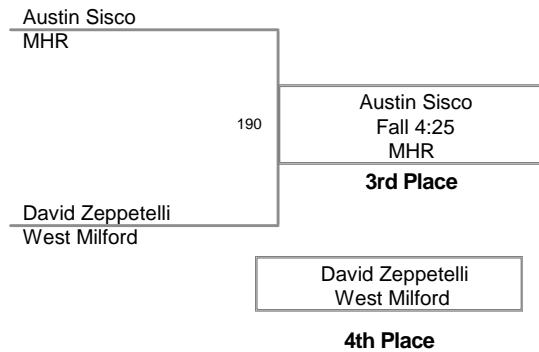 Austin Sisco
MHR
190
Austin Sisco
Fall 4:25
MHR
3rd Place
David Zeppetelli
West Milford
David Zeppetelli
West Milford
4th Place